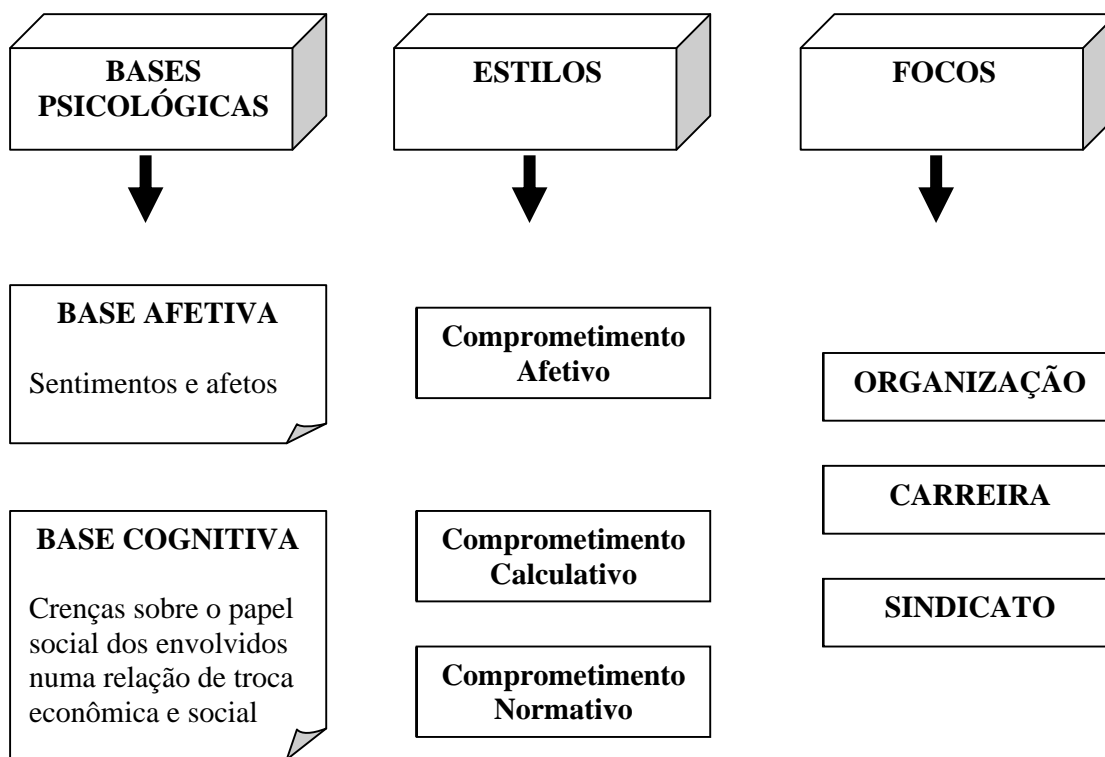 BASES
PSICOLÓGICAS
ESTILOS
FOCOS
BASE AFETIVA
Sentimentos e afetos
BASE COGNITIVA
Crenças sobre o papel
social dos envolvidos
numa relação de troca
econômica e social
Comprometimento
Afetivo
Comprometimento
Calculativo
Comprometimento
Normativo
ORGANIZAÇÃO
CARREIRA
SINDICATO